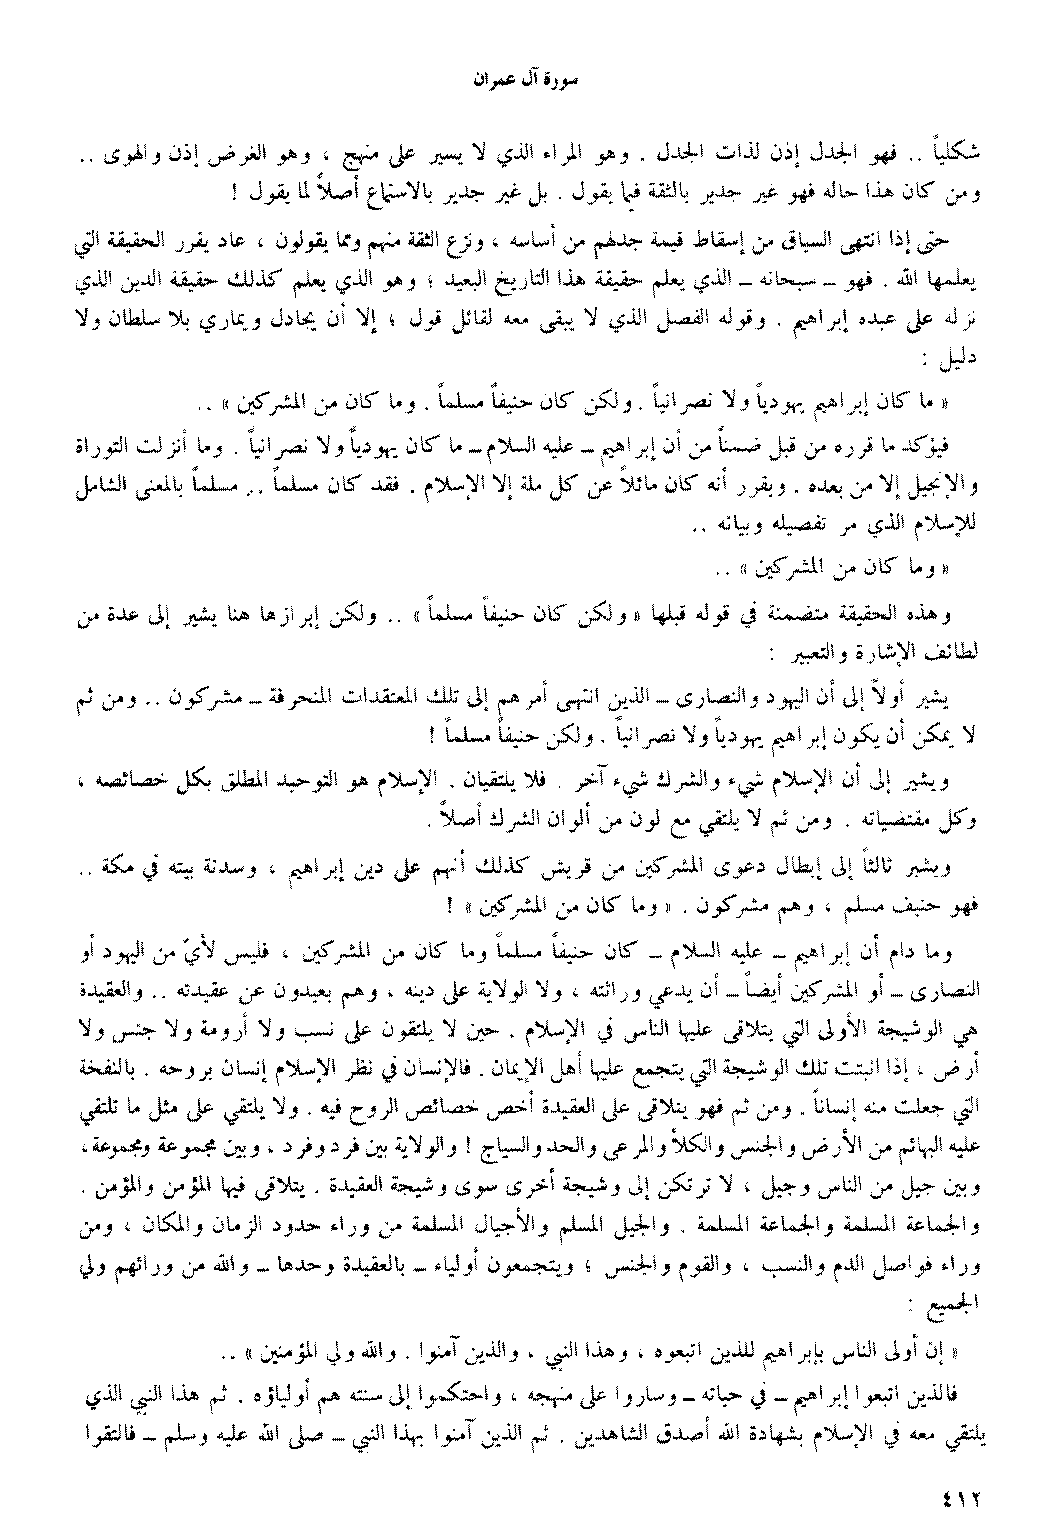 سورة آل عمران
شكلياً .. فهو الجدل إذن لذات الجدل . وهو المراء الذي لا يسير على منهج ، وهو الغرض إذن والهوى ..
ومن كان هذا حاله فهو غير جدير بالثقة فيما يقول . بل غير جدير بالاستماع أصلاً لما يقول !
حتى إذا انتهى السياق من إسقاط قيمة جدلهم من أساسه ، ونزع الثقة منهم ومما يقولون ، عاد يقرر الحقيقة التي
يعلمها الله . فهو – سبحانه – الذي يعلم حقيقة هذا التاريخ البعيد ؛ وهو الذي يعلم كذلك حقيقة الدين الذي
نزله على عبده إبراهيم . وقوله الفصل الذي لا يبقى معه لقائل قول ؛ إلا أن يجادل ويماري بلا سلطان ولا
دليل :
« ما كان إبراهيم يهودياً ولا نصرانياً . ولكن كان حنيفاً مسلماً . وما كان من المشركين » ..
فيؤكد ما قرره من قبل ضمناً من أن إبراهيم – عليه السلام – ما كان يهودياً ولا نصرانياً . وما أنزلت التوراة
والإنجيل إلا من بعده . ويقرر أنه كان مائلاً عن كل ملة إلا الإسلام . فقد كان مسلماً .. مسلماً بالمعنى الشامل
للإسلام الذي مر تفصيله وبيانه ..
« وما كان من المشركين » ..
وهذه الحقيقة متضمنة في قوله قبلها « ولكن كان حنيفاً مسلماً » .. ولكن إبرازها هنا يشير إلى عدة من
لطائف الإشارة والتعبير :
يشير أولاً إلى أن اليهود والنصارى – الذين انتهى أمرهم إلى تلك المعتقدات المنحرفة – مشركون .. ومن ثم
لا يمكن أن يكون إبراهيم يهودياً ولا نصرانياً . ولكن حنيفاً مسلماً !
ويشير إلى أن الإسلام شيء والشرك شيء آخر . فلا يلتقيان . الإسلام هو التوحيد المطلق بكل خصائصه ،
وكل مقتضياته . ومن ثم لا يلتقي مع لون من ألوان الشرك أصلاً .
ويشير ثالثاً إلى إبطال دعوى المشركين من قريش كذلك أنهم على دين إبراهيم ، وسدنة بيته في مكة ..
فهو حنيف مسلم ، وهم مشركون . « وما كان من المشركين » !
وما دام أن إبراهيم – عليه السلام – كان حنيفاً مسلماً وما كان من المشركين ، فليس لأيّ من اليهود أو
النصارى – أو المشركين أيضاً – أن يدعي وراثته ، ولا الولاية على دينه ، وهم بعيدون عن عقيدته .. والعقيدة
هي الوشيجة الأولى التي يتلاقى عليها الناس في الإسلام . حين لا يلتقون على نسب ولا أرومة ولا جنس ولا
أرض ، إذا انبتت تلك الوشيجة التي يتجمع عليها أهل الإيمان . فالإنسان في نظر الإسلام إنسان بروحه . بالنفخة
التي جعلت منه إنساناً . ومن ثم فهو يتلاقى على العقيدة أخص خصائص الروح فيه . ولا يلتقي على مثل ما تلتقي
عليه البهائم من الأرض والجنس والكلأ والمرعى والحد والسياج ! والولاية بين فرد وفرد ، وبين مجموعة ومجموعة ،
وبين جيل من الناس وجيل ، لا ترتكن إلى وشيجة أخرى سوى وشيجة العقيدة . يتلاقى فيها المؤمن والمؤمن .
والجماعة المسلمة والجماعة المسلمة . والجيل المسلم والأجيال المسلمة من وراء حدود الزمان والمكان ، ومن
وراء فواصل الدم والنسب ، والقوم والجنس ؛ ويتجمعون أولياء – بالعقيدة وحدها – والله من ورائهم ولي
الجميع :
« إن أولى الناس بإبراهيم للذين اتبعوه ، وهذا النبي ، والذين آمنوا . والله ولي المؤمنين » ..
فالذين اتبعوا إبراهيم – في حياته – وساروا على منهجه ، واحتكموا إلى سنته هم أولياؤه . ثم هذا النبي الذي
يلتقي معه في الإسلام بشهادة الله أصدق الشاهدين . ثم الذين آمنوا بهذا النبي – صلى الله عليه وسلم – فالتقوا
٤١٢